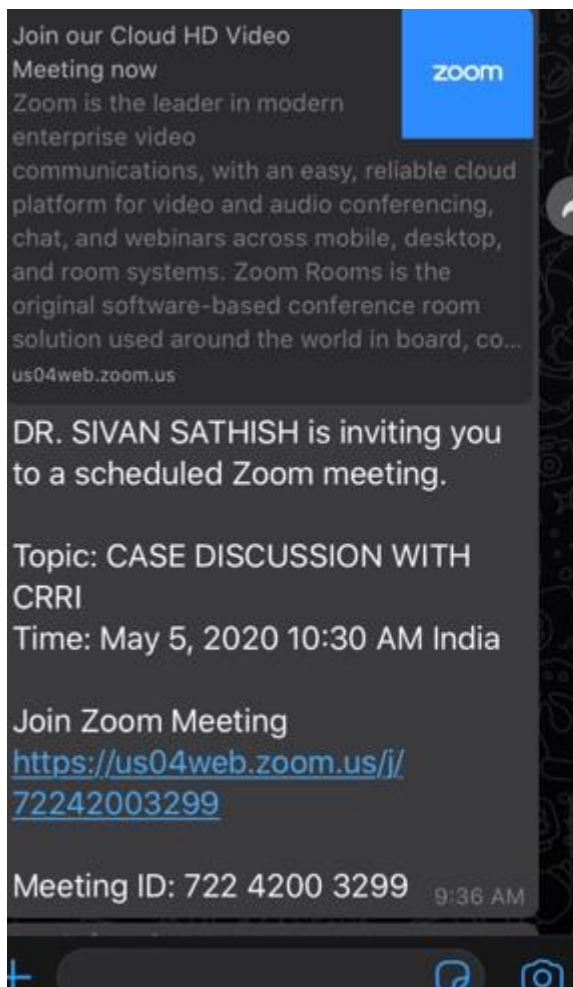 Join our Cloud HD Video
Meeting now
zoom
Zoom is the leader in modern
enterprise video
communications, with an easy, reliable cloud
platform for video and audio conferencing,
chat, and webinars across mobile, desktop,
and room systems. Zoom Rooms is the
original software-based conference room
solution used around the world in board, co...
us04web.zoom.us
DR. SIVAN SATHISH is inviting you
to a scheduled Zoom meeting.
Topic: CASE DISCUSSION WITH
CRRI
Time: May 5, 2020 10:30 AM India
Join Zoom Meeting
https://us04web.zoom.us/j/
72242003299
Meeting ID: 722 4200 3299
9:36 AM